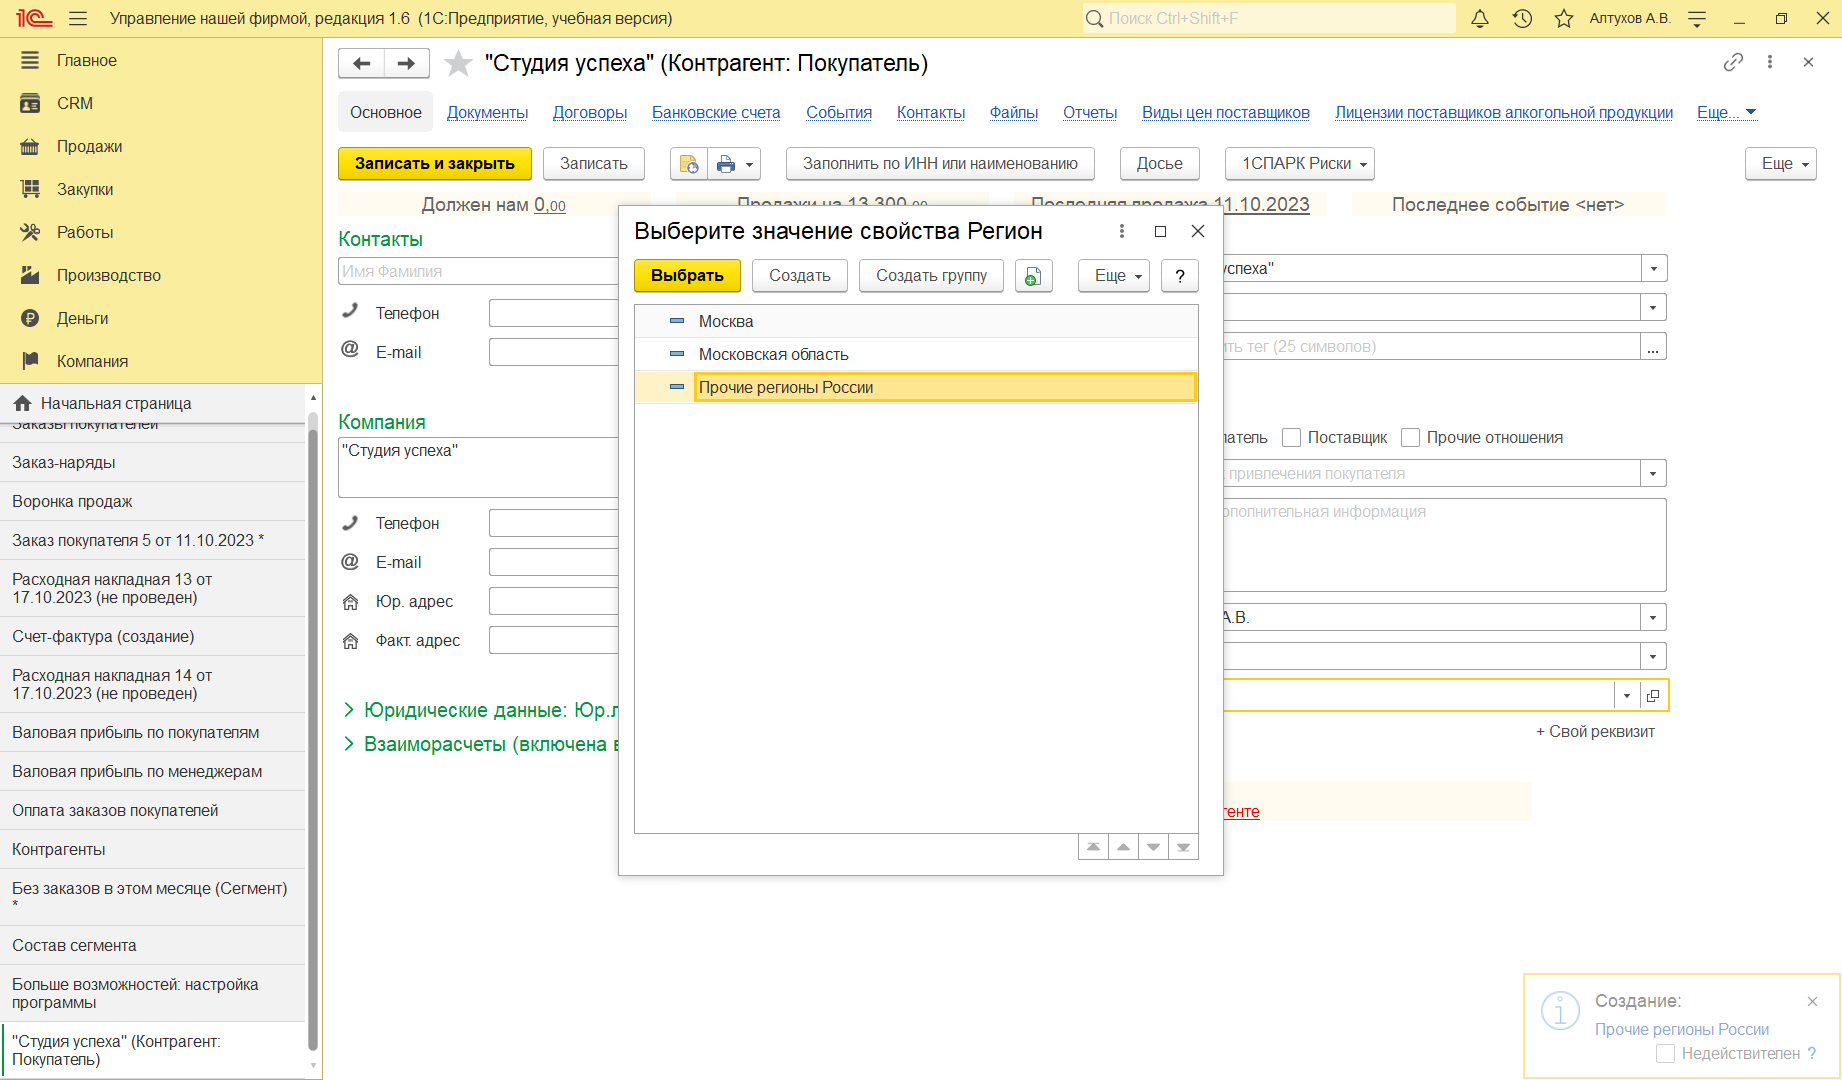 Управление нашей фирмой, редакция 1.6 (1С:Предприятие, учебная версия)
Поиск Ctrl+Shift+F
Алтухов А.В.
Главное
CRM
Продажи
Закупки
Работы
Производство
Деньги
Компания
Начальная страница
Заказы покупателей
Заказ-наряды
Воронка продаж
Заказ покупателя 5 от 11.10.2023 *
Расходная накладная 13 от
17.10.2023 (не проведен)
Счет-фактура (создание)
Расходная накладная 14 от
17.10.2023 (не проведен)
Валовая прибыль по покупателям
Валовая прибыль по менеджерам
Оплата заказов покупателей
Контрагенты
Без заказов в этом месяце (Сегмент)
*
Состав сегмента
Больше возможностей: настройка
программы
"Студия успеха" (Контрагент:
Покупатель)
"Студия успеха" (Контрагент: Покупатель)
Основное Документы Договоры Банковские счета События Контакты Файлы Отчеты Виды цен поставщиков Лицензии поставщиков алкогольной продукции Еще...
Записать и закрыть Записать Заполнить по ИНН или наименованию Досье 1СПАРК Риски Еще
Должен нам 0,00 Продажи на 13 300,00 Последняя продажа 11.10.2023 Последнее событие <нет>
Контакты
Имя Фамилия
Телефон
E-mail
Компания
"Студия успеха"
Телефон
E-mail
Юр. адрес
Факт. адрес
Юридические данные: Юр.л
Взаиморасчеты (включена в
Выберите значение свойства Регион
Выбрать Создать Создать группу Еще ?
Москва
Московская область
Прочие регионы России
успеха"
ить тег (25 символов)
...
патель Поставщик Прочие отношения
привлечения покупателя
ополнительная информация
А.В.
+ Свой реквизит
генте
Создание:
Прочие регионы России
Недействителен ?